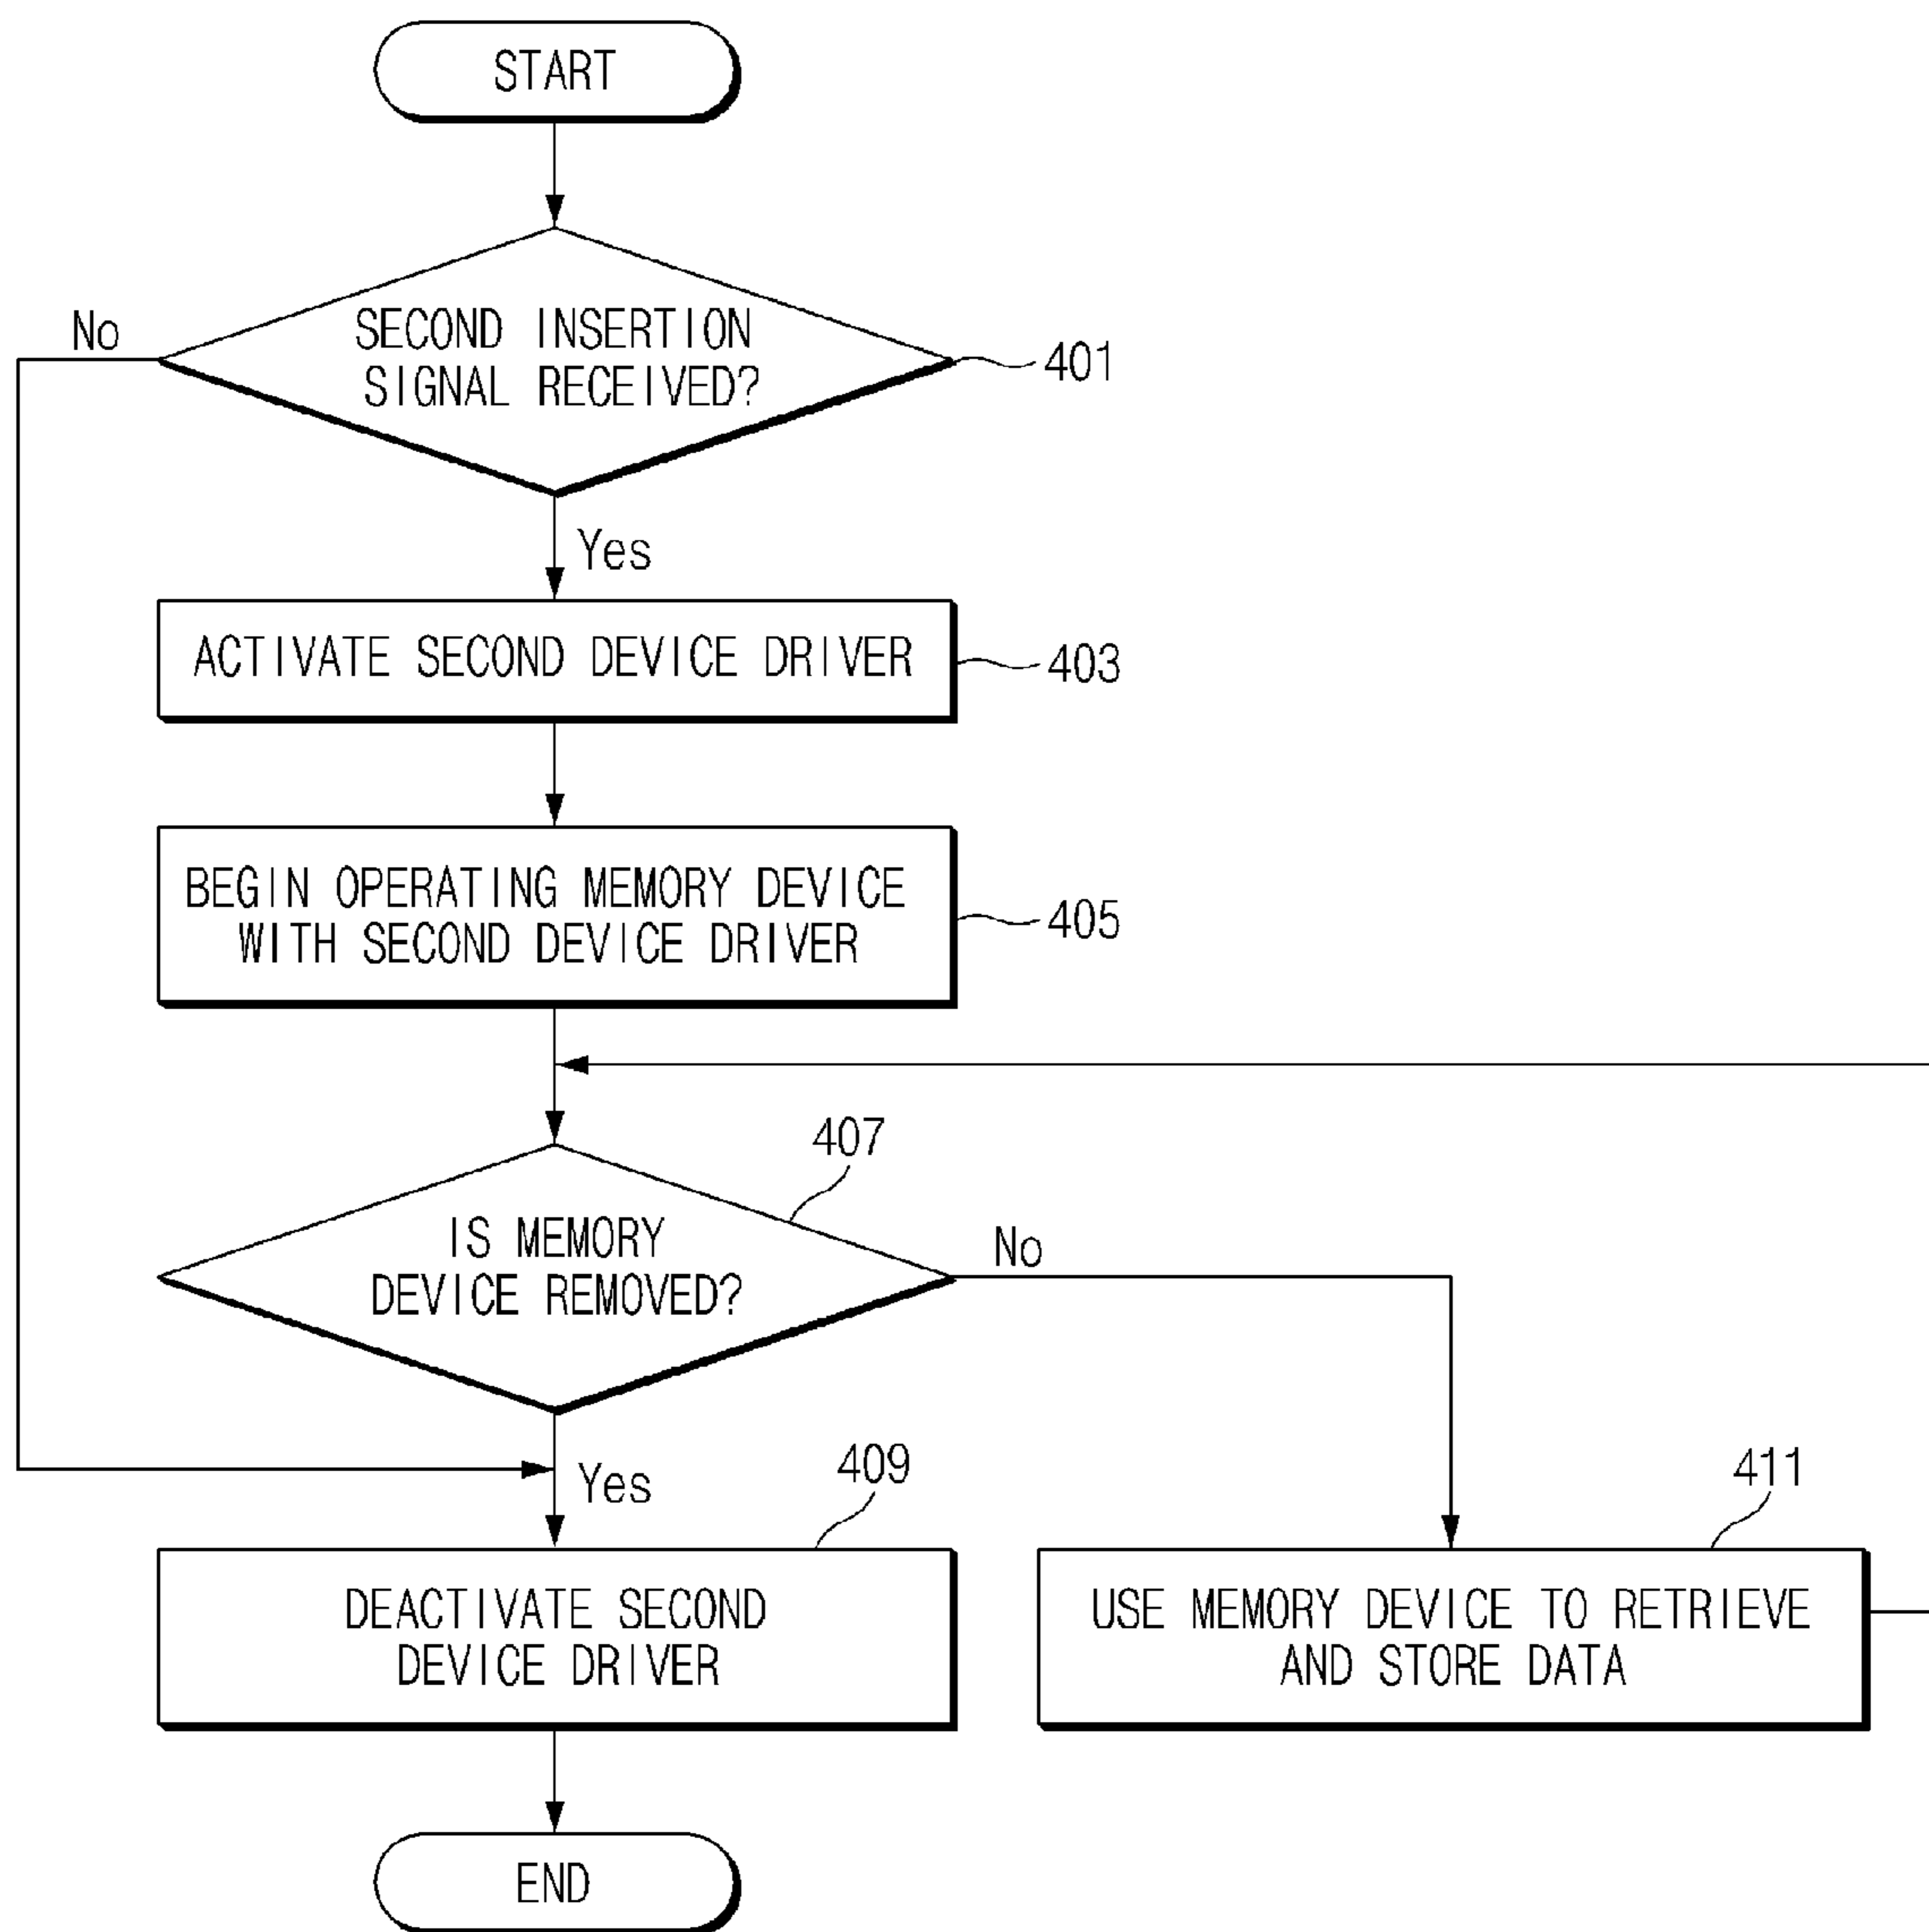 START
No
SECOND INSERTION
SIGNAL RECEIVED?
401
Yes
ACTIVATE SECOND DEVICE DRIVER
403
BEGIN OPERATING MEMORY DEVICE
WITH SECOND DEVICE DRIVER
405
407
IS MEMORY
DEVICE REMOVED?
No
Yes
409
411
DEACTIVATE SECOND
DEVICE DRIVER
USE MEMORY DEVICE TO RETRIEVE
AND STORE DATA
END